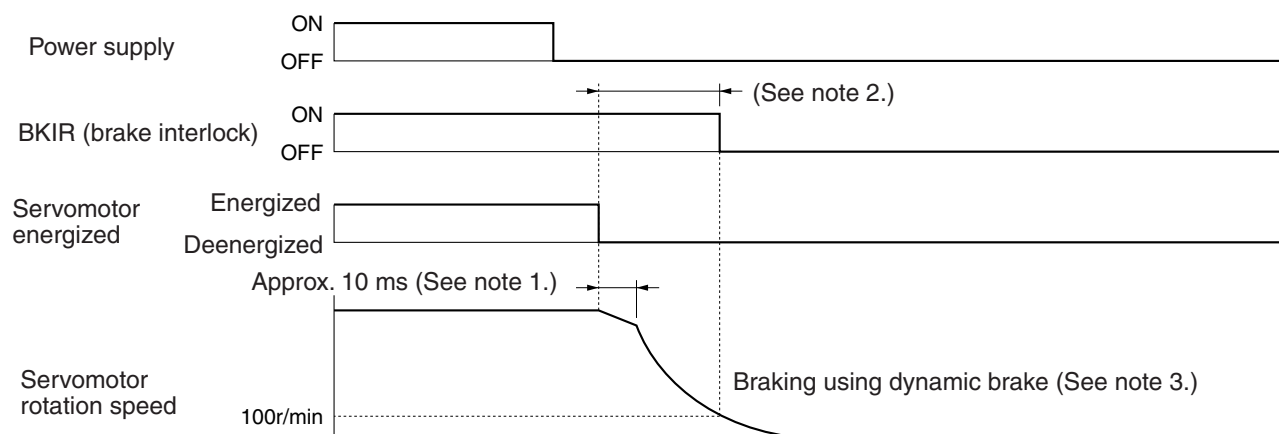 ON
Power supply
OFF
(See note 2.)
ON
BKIR (brake interlock)
OFF
Servomotor
energized
Energized
Deenergized
Approx. 10 ms (See note 1.)
Servomotor
rotation speed
Braking using dynamic brake (See note 3.)
100r/min